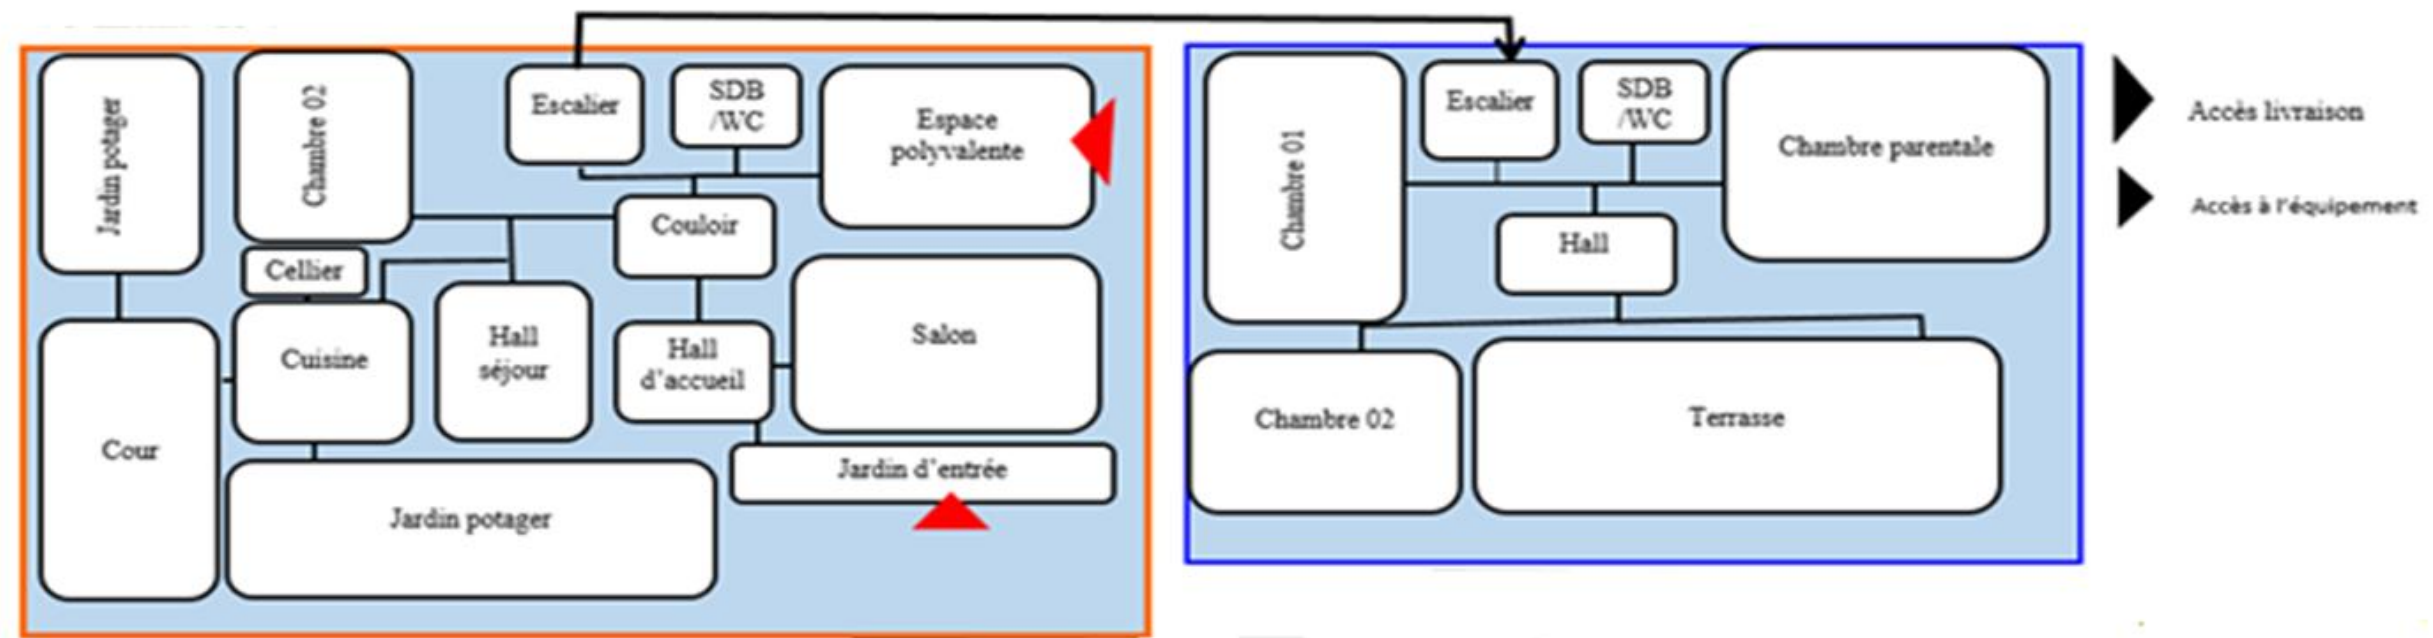 Jardin potager
Chambre 02
Escalier
SDB
/WC
Espace
polyvalente
Couloir
Cellier
Cuisine
Hall
séjour
Hall
d'accueil
Salon
Cour
Jardin d'entrée
Jardin potager
Chambre 01
Escalier
SDB
/WC
Chambre parentale
Hall
Chambre 02
Terrasse
Accès livraison
Accès à l'équipement